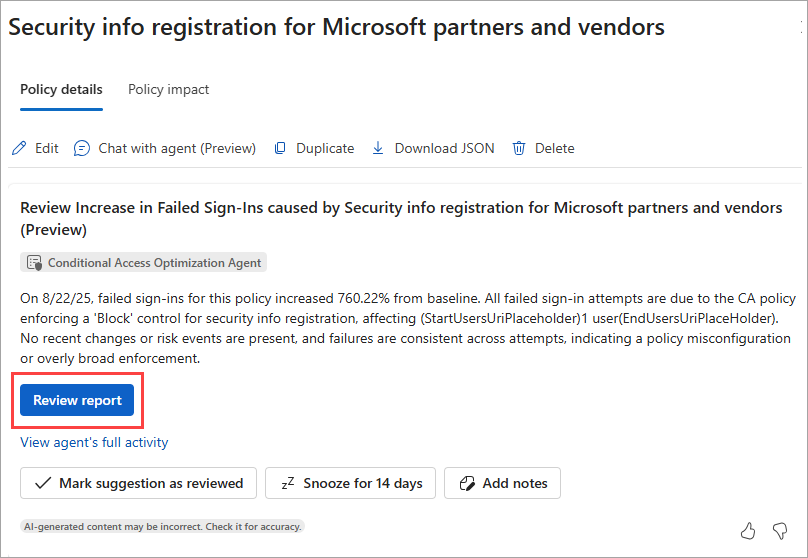 Security info registration for Microsoft partners and vendors
Policy details
Policy impact
Edit
Chat with agent (Preview)
Duplicate
Download JSON
Delete
Review Increase in Failed Sign-Ins caused by Security info registration for Microsoft partners and vendors
(Preview)
Conditional Access Optimization Agent
On 8/22/25, failed sign-ins for this policy increased 760.22% from baseline. All failed sign-in attempts are due to the CA policy
enforcing a 'Block' control for security info registration, affecting (StartUsersUriPlaceholder)1 user(EndUsersUriPlaceHolder).
No recent changes or risk events are present, and failures are consistent across attempts, indicating a policy misconfiguration
or overly broad enforcement.
Review report
View agent's full activity
Mark suggestion as reviewed
zZ Snooze for 14 days
Add notes
AI-generated content may be incorrect. Check it for accuracy.